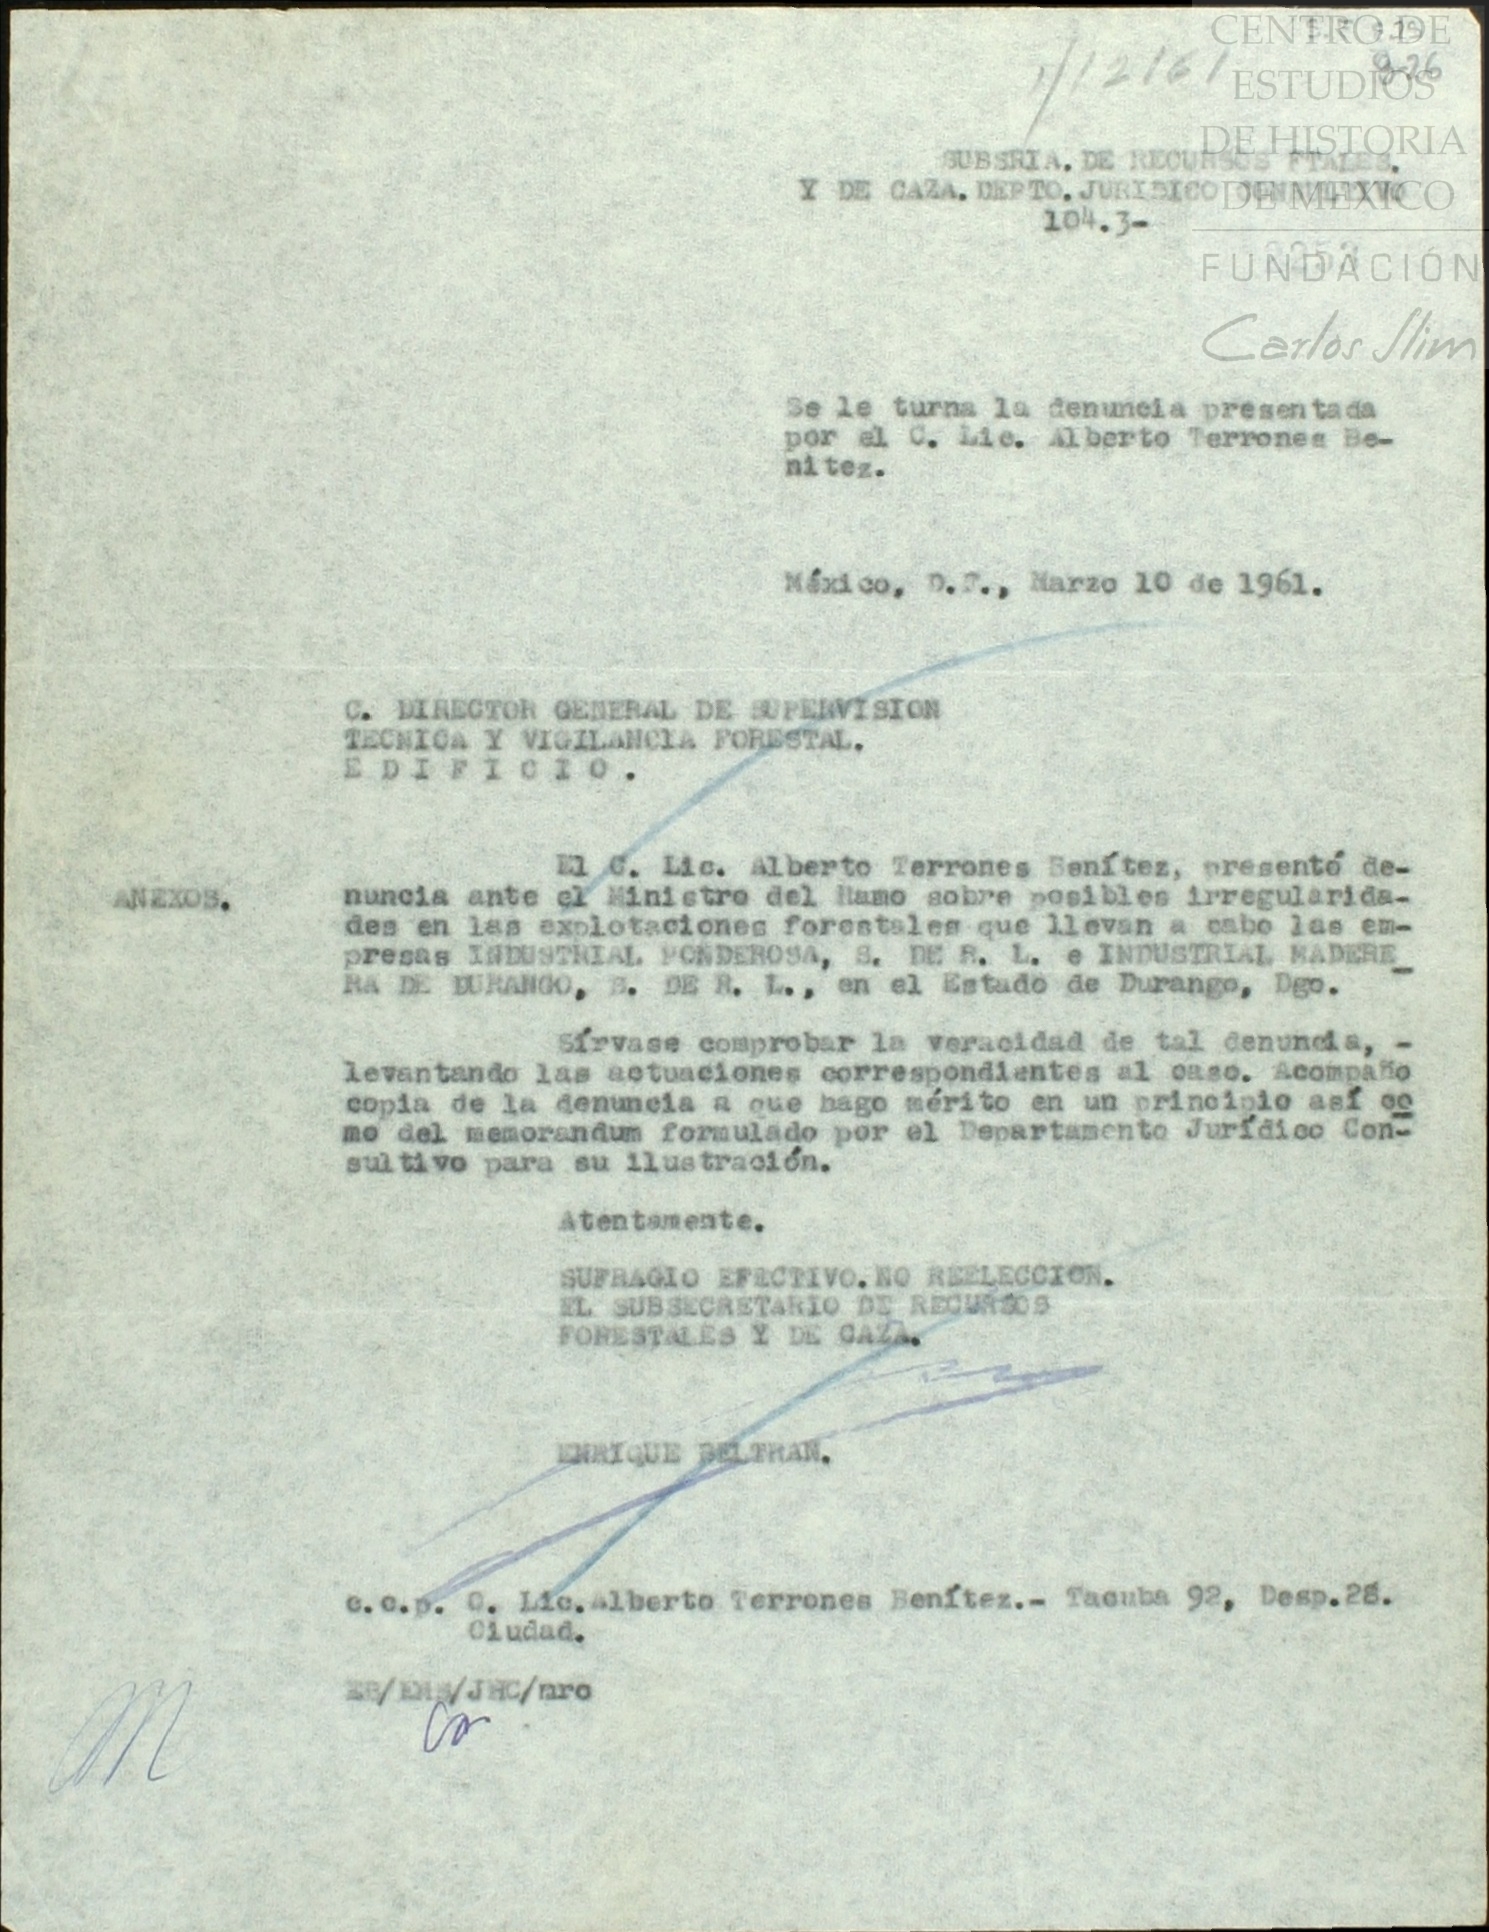 CENTRO DE
ESTUDIOS
DE HISTORIA
DE MEXICO
FUNDACIÓN
Carlos Slim
SUBSRIA. DE RECURSOS FTALES.
Y DE CAZA. DEPTO. JURIDICO CONSULTIVO
104.3-
Se le turna la denuncia presentada
por el C. Lic. Alberto Terrones Be-
nitez.
México, D.F., Marzo 10 de 1961.
C. DIRECTOR GENERAL DE SUPERVISION
TECNICA Y VIGILANCIA FORESTAL.
E D I F I C I O .
El C. Lic. Alberto Terrones Benítez, presentó de-
ANEXOS. nuncia ante el Ministro del Ramo sobre posibles irregularida-
des en las explotaciones forestales que llevan a cabo las em-
presas INDUSTRIAL PONDEROSA, S. DE R. L. e INDUSTRIAL MADERE_
RA DE DURANGO, S. DE R. L., en el Estado de Durango, Dgo.
Sírvase comprobar la veracidad de tal denuncia, -
levantando las actuaciones correspondientes al caso. Acompaño
copia de la denuncia a que hago mérito en un principio así co
mo del memorandum formulado por el Departamento Jurídico Con-
sultivo para su ilustración.
Atentamente.
SUFRAGIO EFECTIVO. NO REELECCION.
EL SUBSECRETARIO DE RECURSOS
FORESTALES Y DE CAZA.
ENRIQUE BELTRAN.
c.c.p. C. Lic. Alberto Terrones Benítez.- Tacuba 92, Desp.28.
Ciudad.